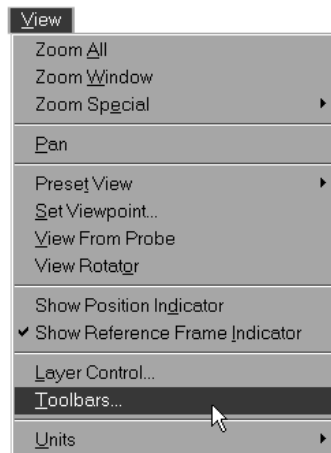 View
Zoom All
Zoom Window
Zoom Special
Pan
Preset View
Set Viewpoint...
View From Probe
View Rotator
Show Position Indicator
Show Reference Frame Indicator
Layer Control...
Toolbars...
Units